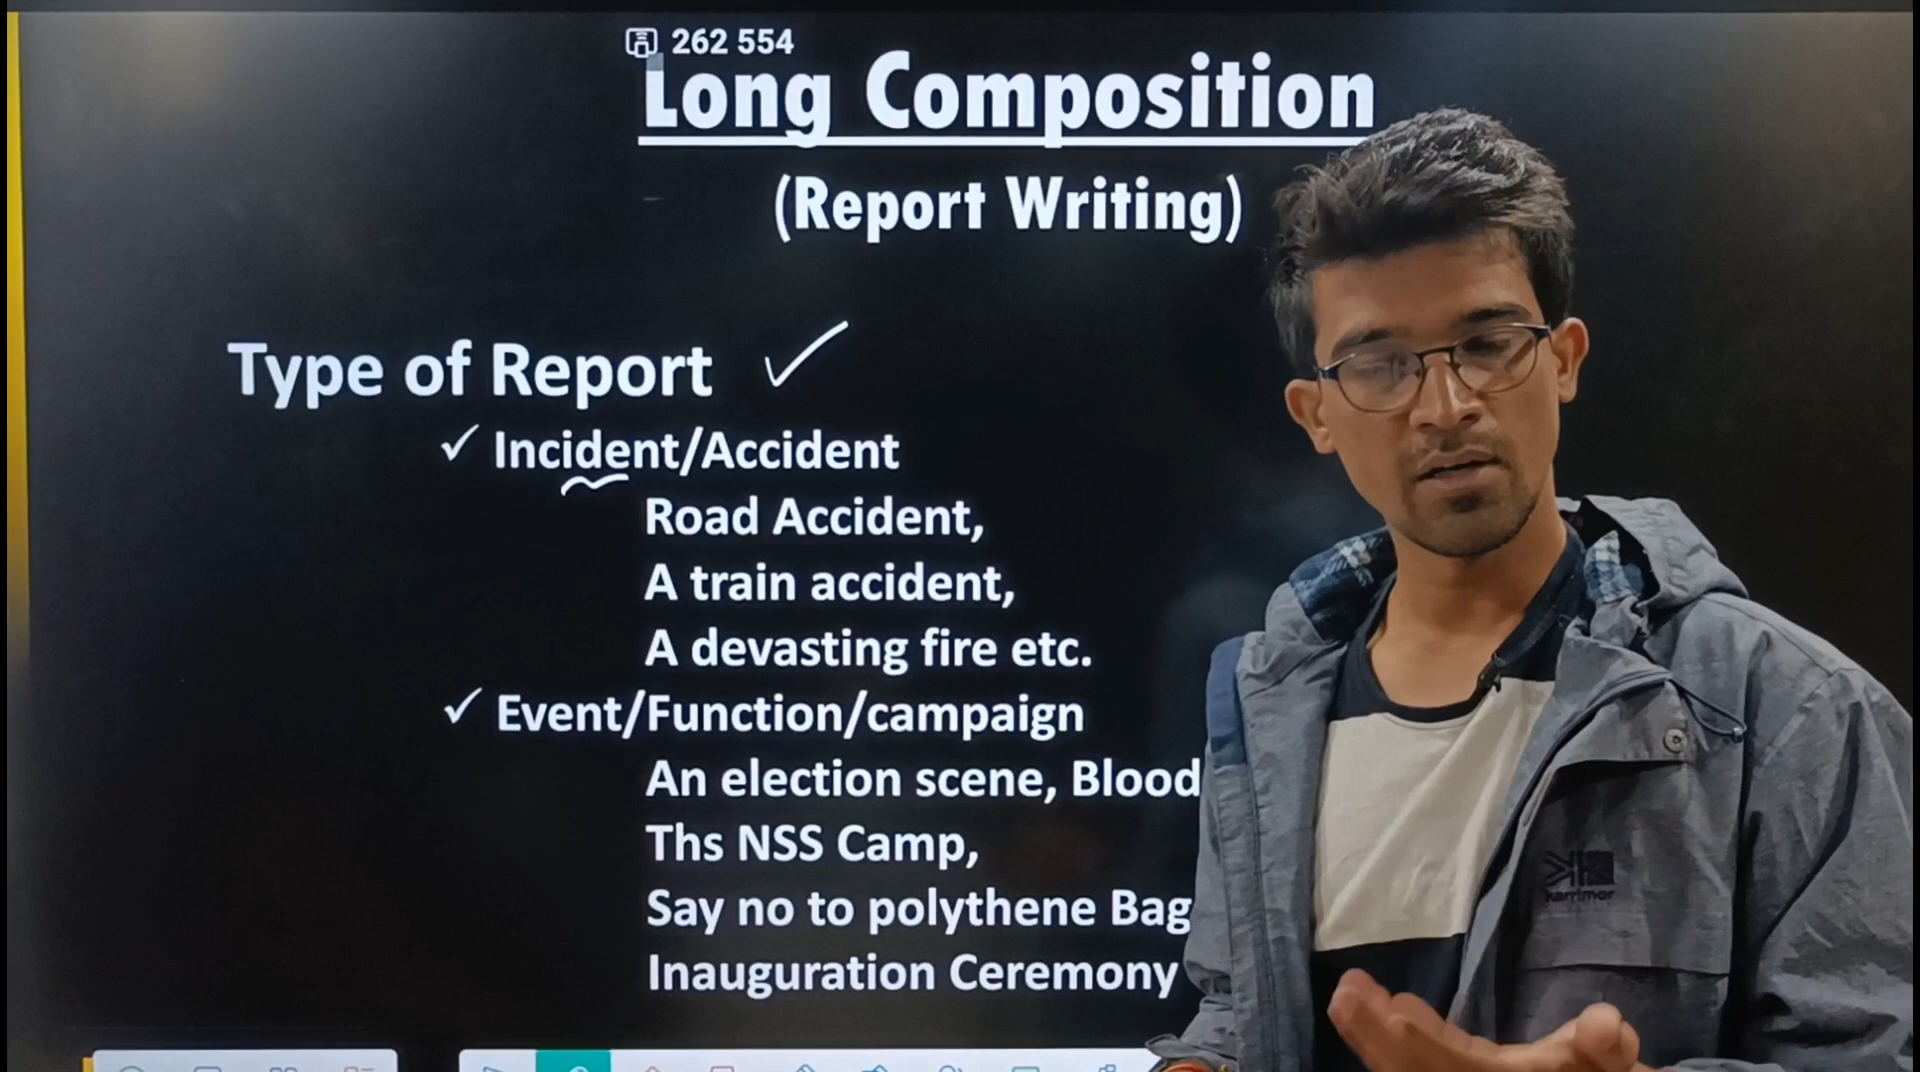 262 554
Long Composition
(Report Writing)
Type of Report
Incident/Accident
Road Accident,
A train accident,
A devasting fire etc.
Event/Function/campaign
An election scene, Blood
Ths NSS Camp,
Say no to polythene Bag
Inauguration Ceremony
karrimor